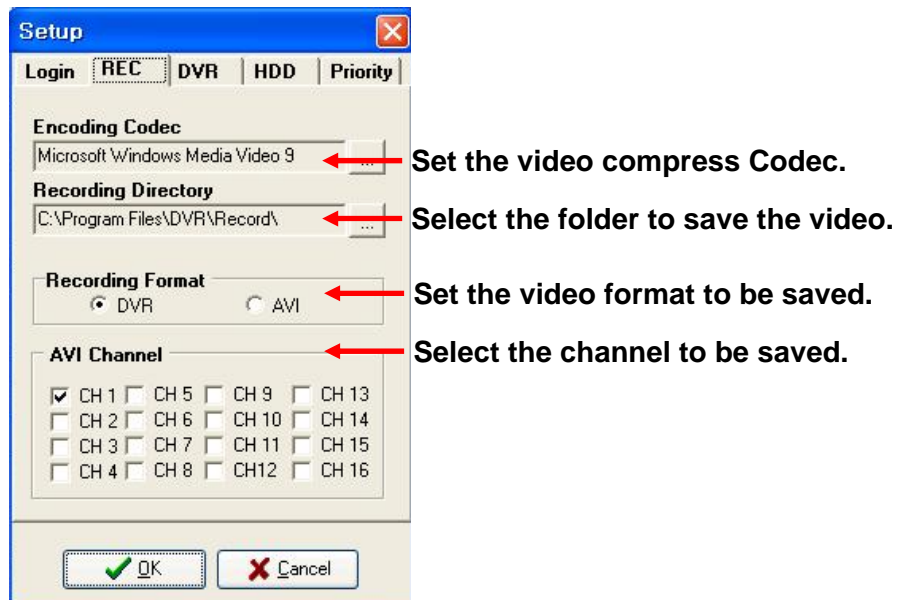 Setup
Login REC DVR HDD Priority
Encoding Codec
Microsoft Windows Media Video 9 ...
Set the video compress Codec.
Recording Directory
C:\Program Files\DVR\Record\ ...
Select the folder to save the video.
Recording Format
DVR AVI
Set the video format to be saved.
AVI Channel
Select the channel to be saved.
CH 1 CH 5 CH 9 CH 13
CH 2 CH 6 CH 10 CH 14
CH 3 CH 7 CH 11 CH 15
CH 4 CH 8 CH12 CH 16
OK Cancel